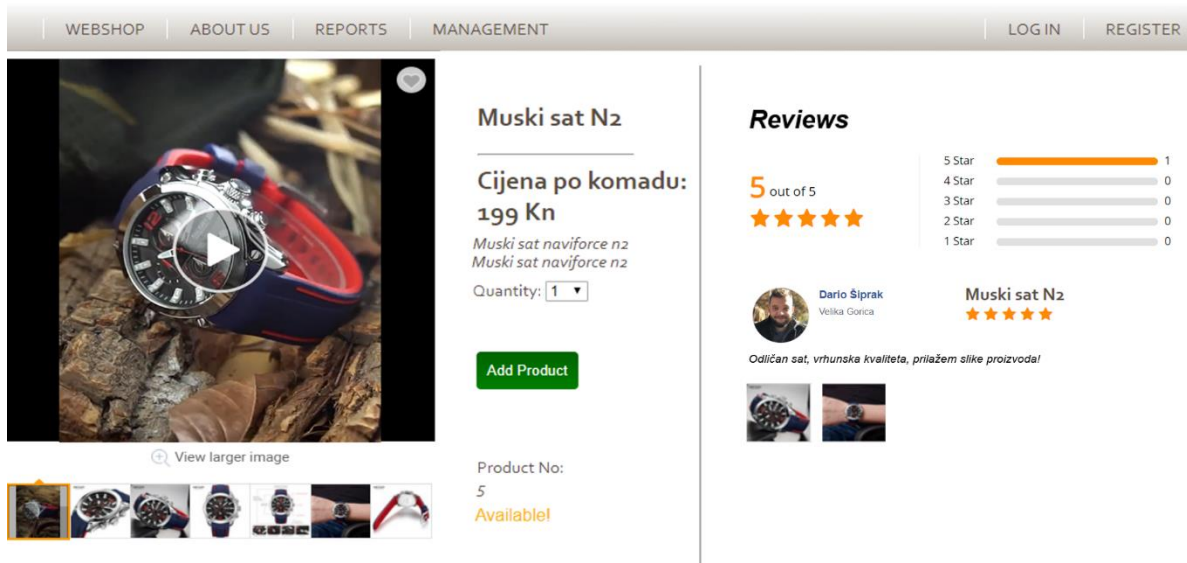 WEBSHOP ABOUT US REPORTS MANAGEMENT LOG IN REGISTER
Muski sat N2
Cijena po komadu:
199 Kn
Muski sat naviforce n2
Muski sat naviforce n2
Quantity: 1
Add Product
View larger image
Product No:
5
Available!
Reviews
5 out of 5
5 Star 1
4 Star 0
3 Star 0
2 Star 0
1 Star 0
Dario Šiprak
Velika Gorica
Muski sat N2
Odličan sat, vrhunska kvaliteta, prilažem slike proizvoda!